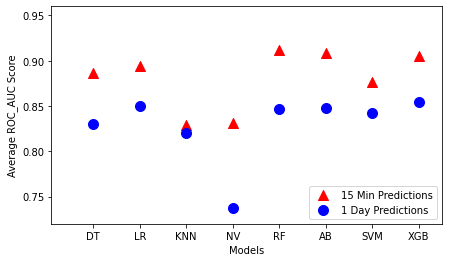 0.95
0.90
0.85
0.80
0.75
Average ROC_AUC Score
DT LR KNN NV RF AB SVM XGB
Models
15 Min Predictions
1 Day Predictions